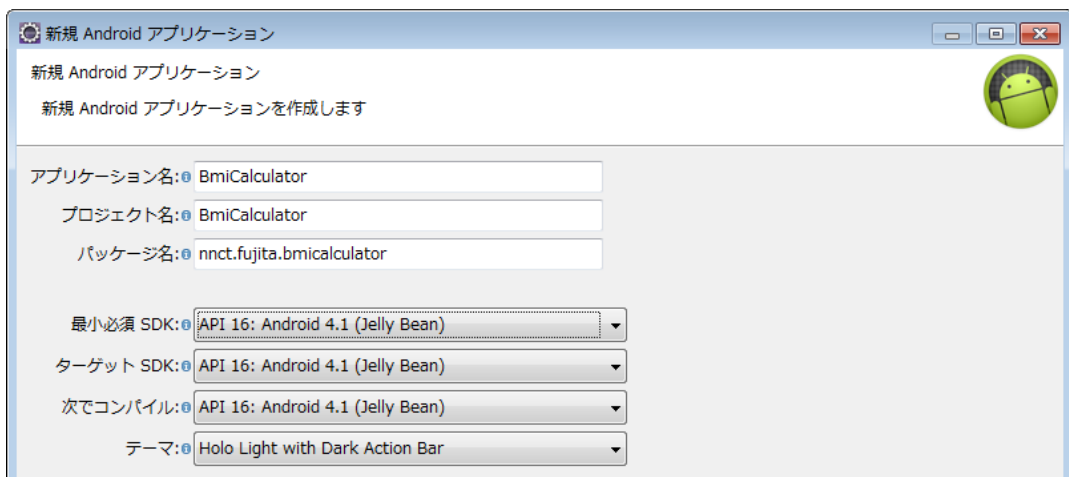 新規 Android アプリケーション
新規 Android アプリケーション
新規 Android アプリケーションを作成します
アプリケーション名: BmiCalculator
プロジェクト名: BmiCalculator
パッケージ名: nnct.fujita.bmicalculator
最小必須 SDK: API 16: Android 4.1 (Jelly Bean)
ターゲット SDK: API 16: Android 4.1 (Jelly Bean)
次でコンパイル: API 16: Android 4.1 (Jelly Bean)
テーマ: Holo Light with Dark Action Bar